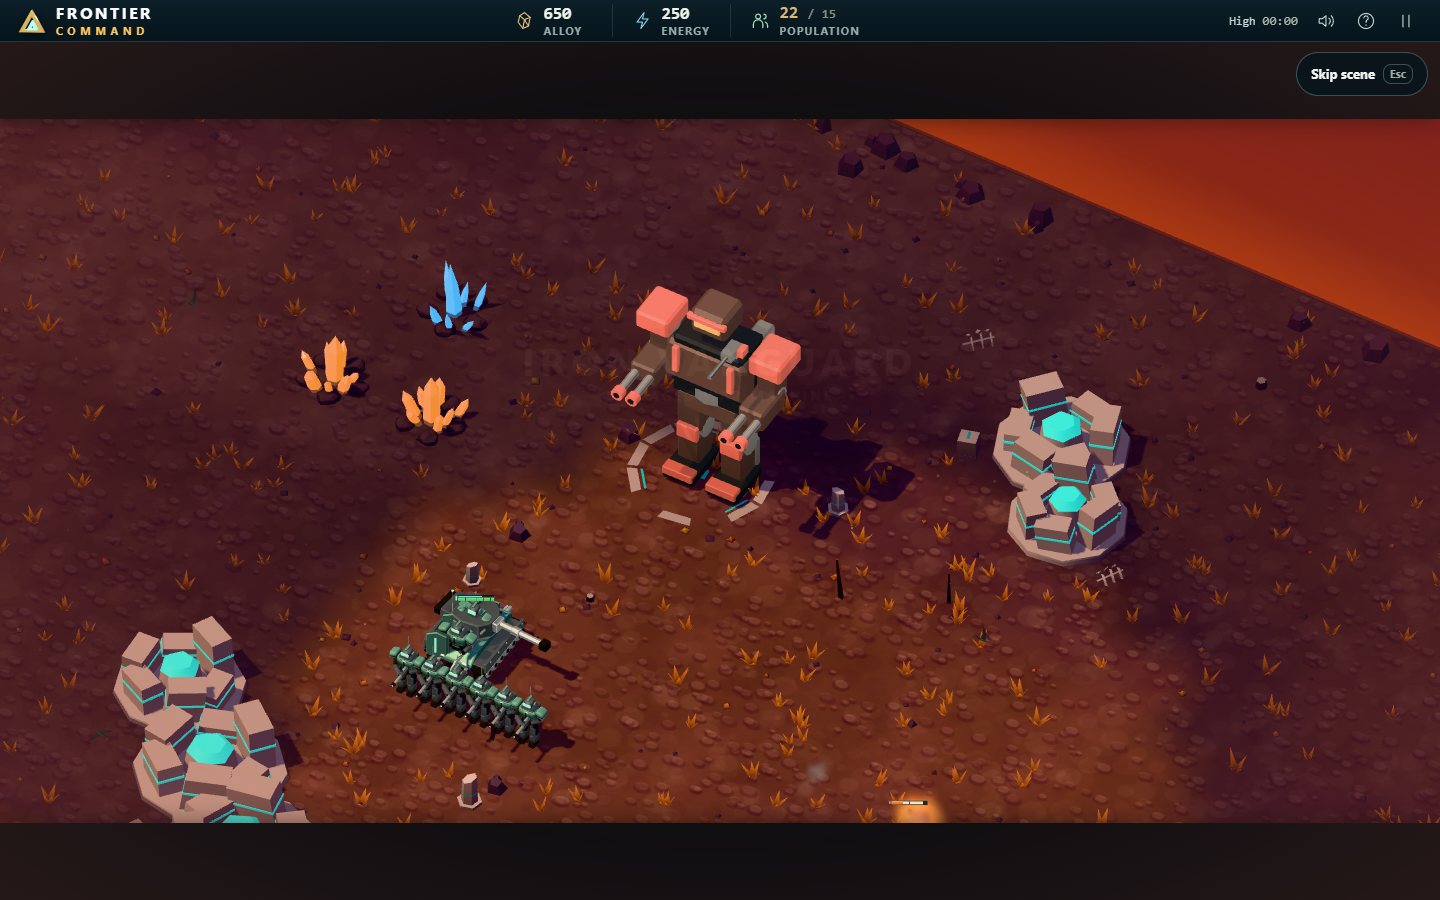 FRONTIER
COMMAND
650
ALLOY
250
ENERGY
22 / 15
POPULATION
High 00:00
Skip scene Esc